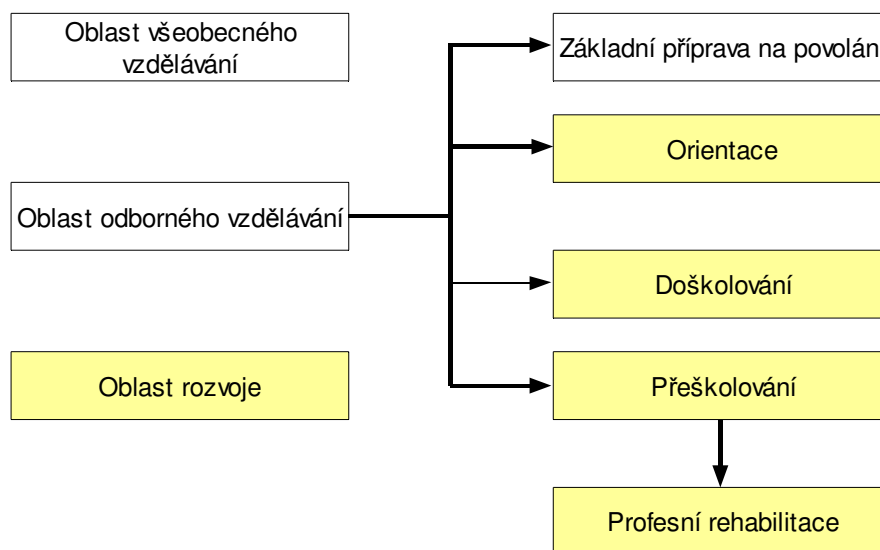 Oblast všeobecného
vzdělávání
Základní příprava na povolán
Orientace
Oblast odborného vzdělávání
Doškolování
Oblast rozvoje
Přeškolování
Profesní rehabilitace